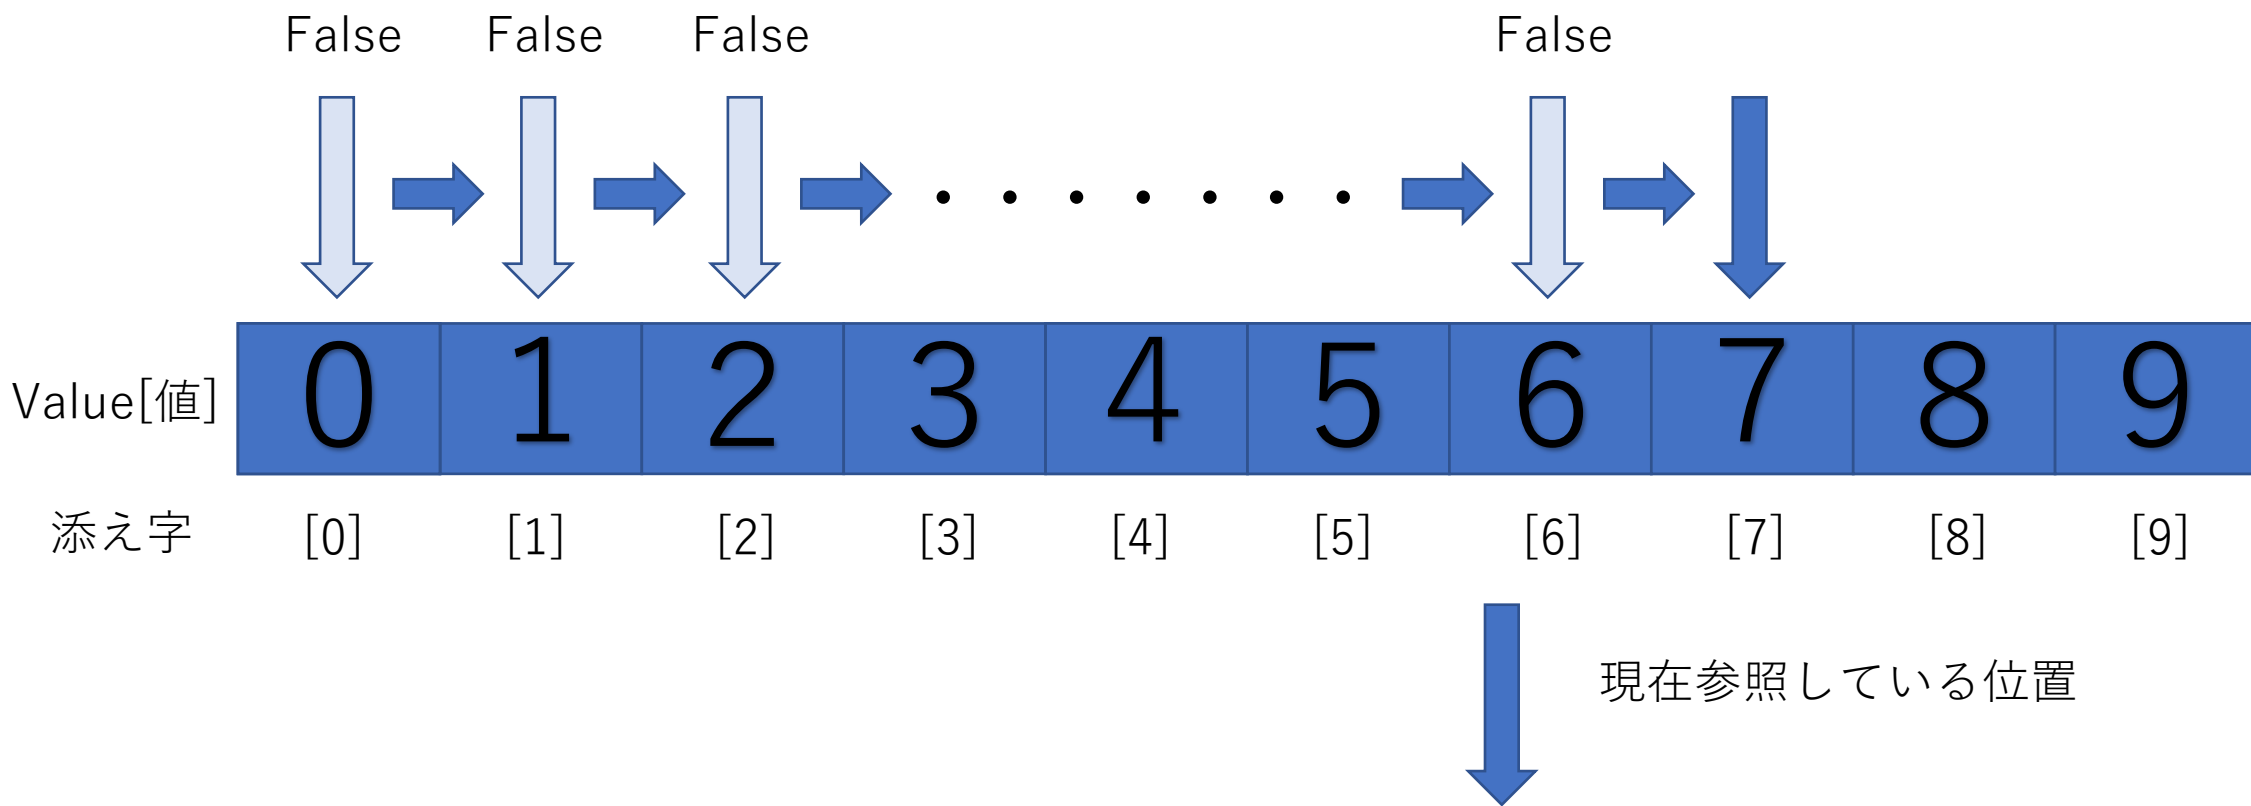 False False False False
・・・・・・・
Value[値] 0 1 2 3 4 5 6 7 8 9
添え字 [0] [1] [2] [3] [4] [5] [6] [7] [8] [9]
現在参照している位置